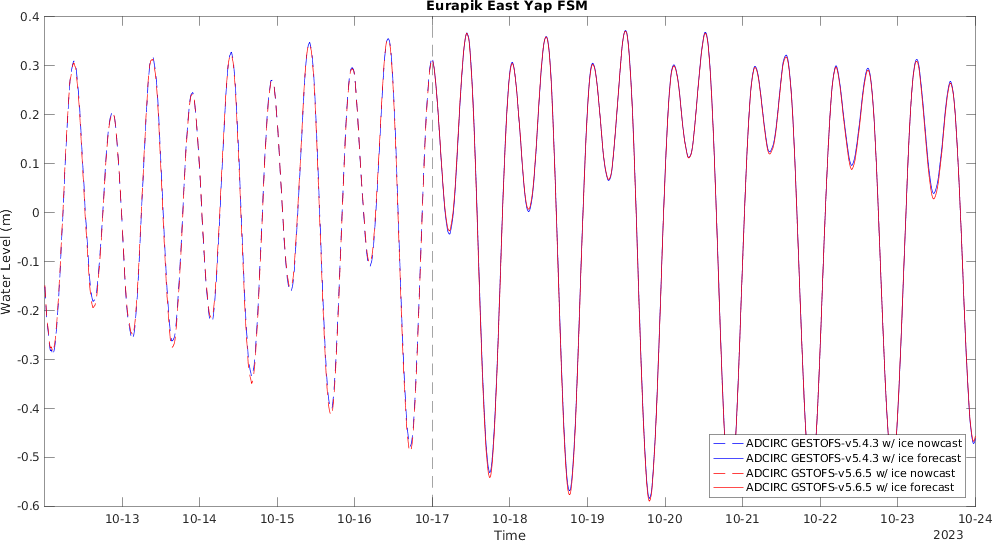 Eurapik East Yap FSM
0.4
0.3
0.2
0.1
0
-0.1
-0.2
-0.3
-0.4
-0.5
-0.6
Water Level (m)
ADCIRC GESTOFS-v5.4.3 w/ ice nowcast
ADCIRC GESTOFS-v5.4.3 w/ ice forecast
ADCIRC GSTOFS-v5.6.5 w/ ice nowcast
ADCIRC GSTOFS-v5.6.5 w/ ice forecast
10-13 10-14 10-15 10-16 10-17 10-18 10-19 10-20 10-21 10-22 10-23 10-24
Time
2023